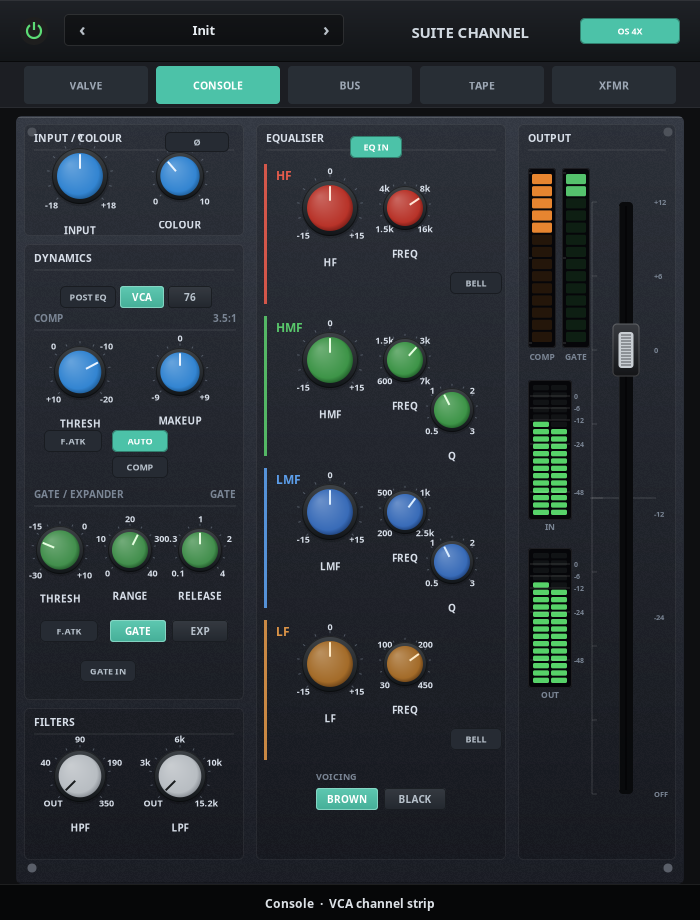 ‹ Init › SUITE CHANNEL OS 4X
VALVE CONSOLE BUS TAPE XFMR
INPUT / COLOUR
0 Ø
-18 +18 0 10
INPUT COLOUR
DYNAMICS
POST EQ VCA 76
COMP 3.5:1
0 -10 0
+10 -20 -9 +9
THRESH MAKEUP
F.ATK AUTO
COMP
GATE / EXPANDER GATE
-15 0 10 20 30 0.3 1 2
-30 +10 0 40 0.1 4
THRESH RANGE RELEASE
F.ATK GATE EXP
GATE IN
FILTERS
40 90 190 3k 6k 10k
OUT 350 OUT 15.2k
HPF LPF
EQUALISER
EQ IN
HF
0 4k 8k
-15 +15 1.5k 16k
HF FREQ
BELL
HMF
0 1.5k 3k
-15 +15 600 7k
HMF FREQ
1 2
0.5 3
Q
LMF
0 500 1k
-15 +15 200 2.5k
LMF FREQ
1 2
0.5 3
Q
LF
0 100 200
-15 +15 30 450
LF FREQ
BELL
VOICING
BROWN BLACK
OUTPUT
COMP GATE
0
-6
-12
-24
-48
IN
0
-6
-12
-24
-48
OUT
+12
+6
0
-12
-24
OFF
Console · VCA channel strip